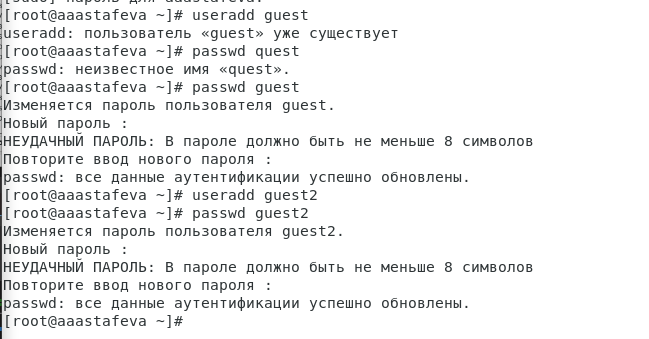 [sudo] пароль для aaastafeva:
[root@aaastafeva ~]# useradd guest
useradd: пользователь «guest» уже существует
[root@aaastafeva ~]# passwd quest
passwd: неизвестное имя «quest».
[root@aaastafeva ~]# passwd guest
Изменяется пароль пользователя guest.
Новый пароль :
НЕУДАЧНЫЙ ПАРОЛЬ: В пароле должно быть не меньше 8 символов
Повторите ввод нового пароля :
passwd: все данные аутентификации успешно обновлены.
[root@aaastafeva ~]# useradd guest2
[root@aaastafeva ~]# passwd guest2
Изменяется пароль пользователя guest2.
Новый пароль :
НЕУДАЧНЫЙ ПАРОЛЬ: В пароле должно быть не меньше 8 символов
Повторите ввод нового пароля :
passwd: все данные аутентификации успешно обновлены.
[root@aaastafeva ~]#